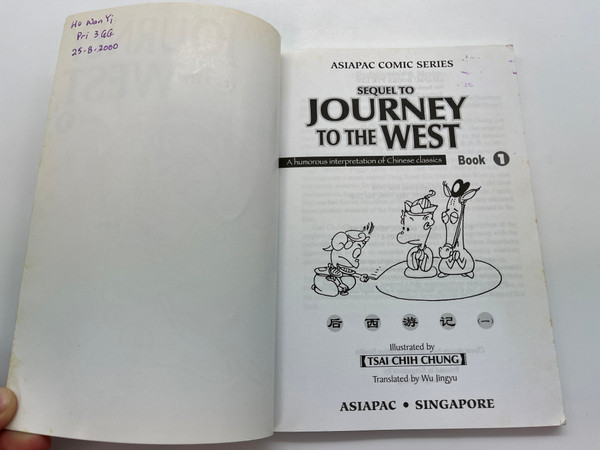 Ho Wan Yi
Pri 3GG
25-8-2000
ASIAPAC COMIC SERIES
SEQUEL TO
JOURNEY
TO THE WEST
A humorous interpretation of Chinese classics
Book 1
后西游记(一)
Illustrated by
[TSAI CHIH CHUNG]
Translated by Wu Jingyu
ASIAPAC • SINGAPORE